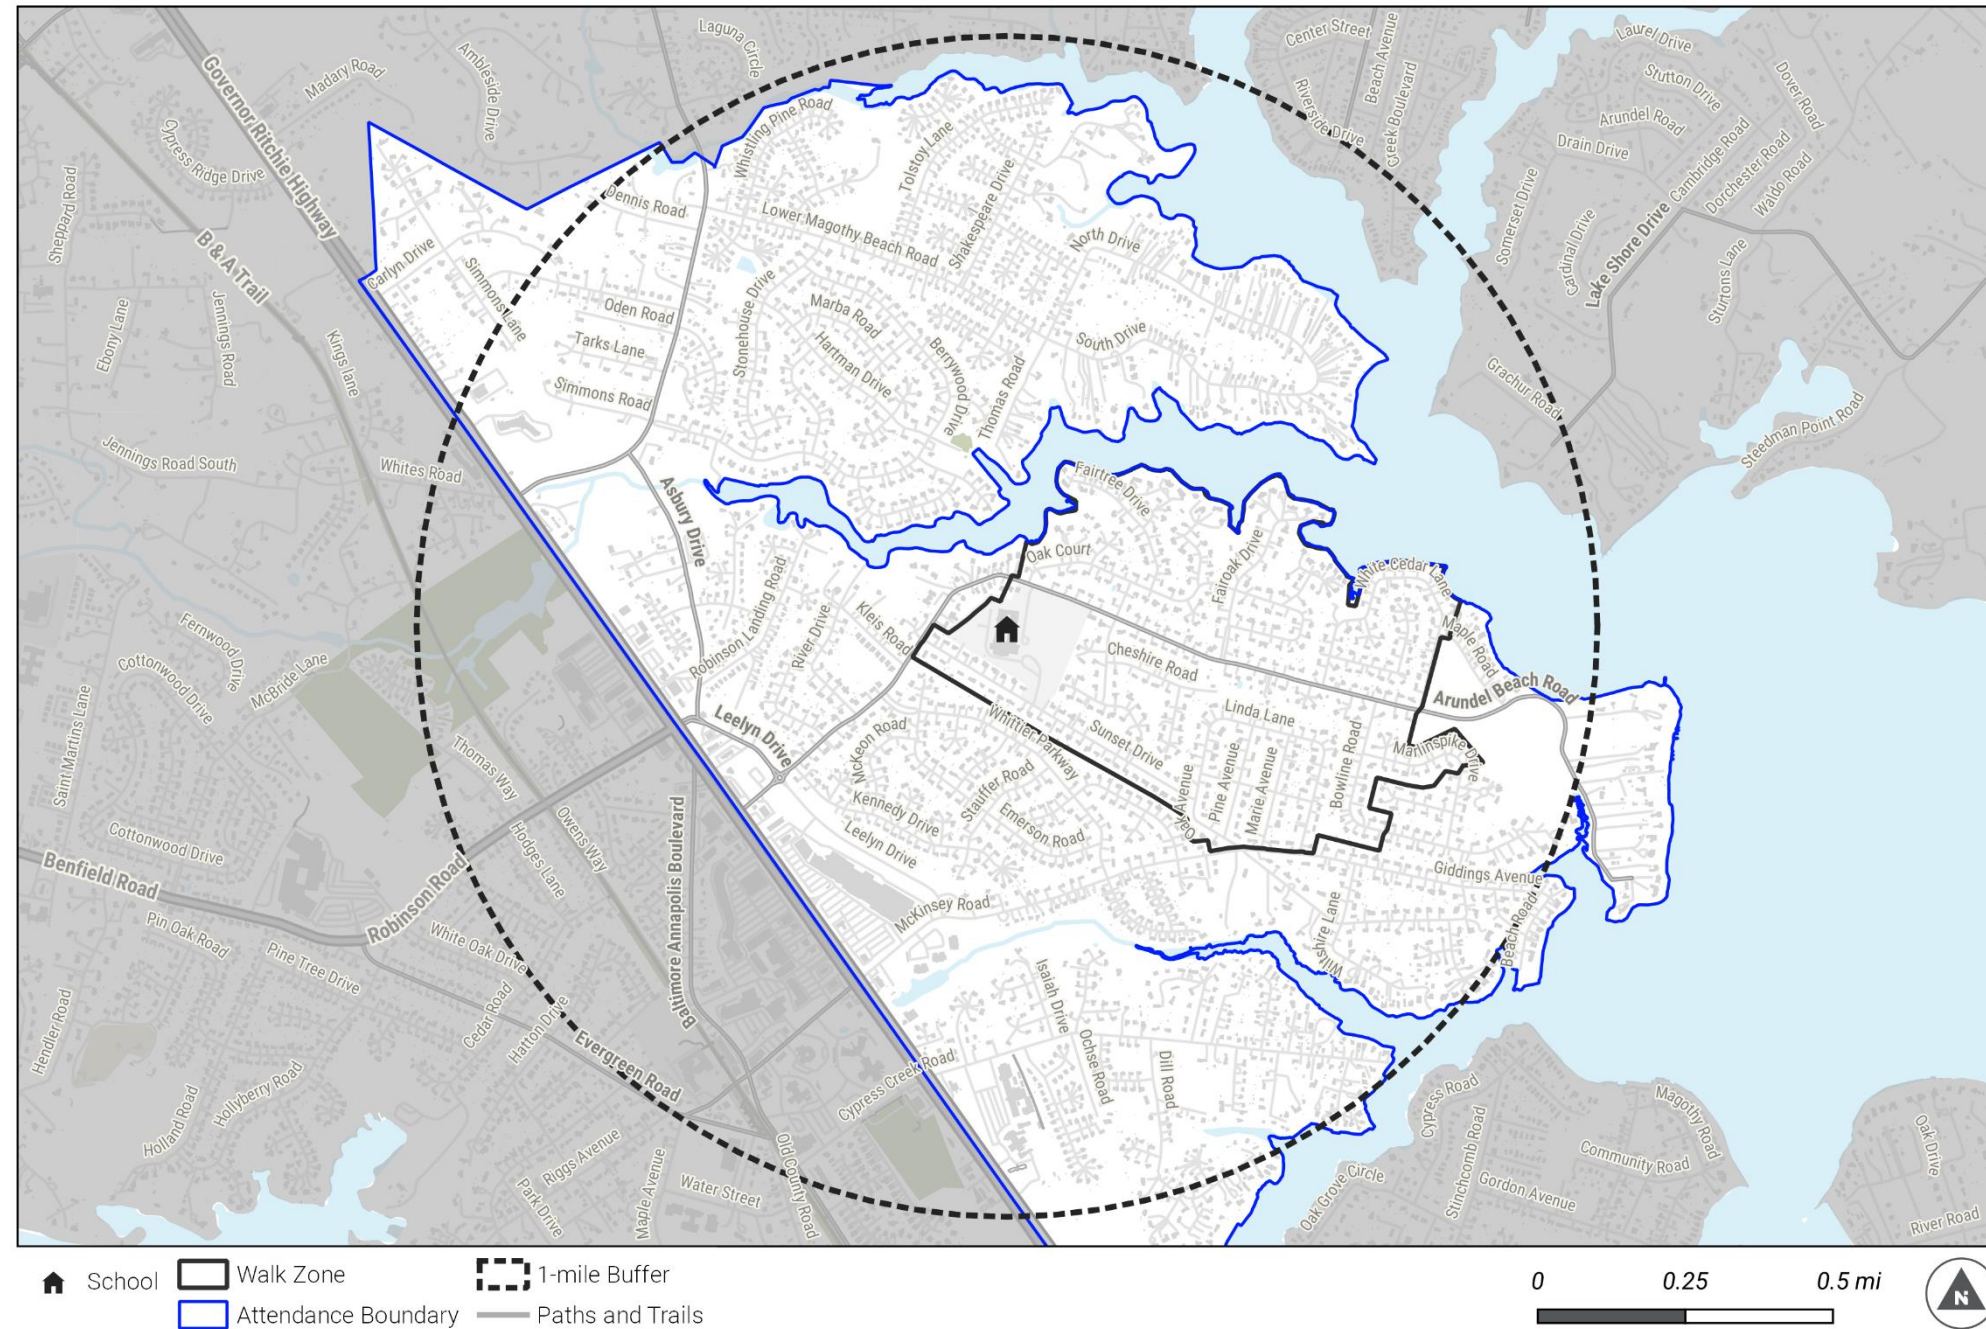 Laguna Circle
Center Street
Beach Avenue
Laurel Drive
Governor Ritchie Highway
Madary Road
Ambleside Drive
Riverside Drive
Creek Boulevard
Stutton Drive
Dover Road
Whistling Pine Road
Arundel Road
Cypress Ridge Drive
Tolstoy Lane
Drain Drive
Cambridge Road
Dorchester Road
Waldo Road
Sheppard Road
Dennis Road
Lower Magothy Beach Road
Shakespeare Drive
Somerset Drive
Cardinal Drive
Lake Shore Drive
B & A Trail
Carlyn Drive
Simmons Lane
North Drive
Sturtons Lane
Ebony Lane
Jennings Road
Kings lane
Oden Road
Stonehouse Drive
Marba Road
Tarks Lane
Hartman Drive
Berrywood Drive
South Drive
Simmons Road
Thomas Road
Grachur Road
Steedman Point Road
Jennings Road South
Whites Road
Asbury Drive
Fairtree Drive
Oak Court
Fairoak Drive
White Cedar Lane
Robinson Landing Road
River Drive
Kleis Road
Maple Road
Fernwood Drive
Cottonwood Drive
McBride Lane
Cheshire Road
Arundel Beach Road
Saint Martins Lane
Leelyn Drive
McKeon Road
Whittier Parkway
Sunset Drive
Linda Lane
Marlinspike Drive
Thomas Way
Stauffer Road
Oak Avenue
Pine Avenue
Marie Avenue
Bowline Road
Kennedy Drive
Emerson Road
Cottonwood Drive
Hodges Lane
Owens Way
Baltimore Annapolis Boulevard
Leelyn Drive
Giddings Avenue
Benfield Road
Robinson Road
McKinsey Road
Wilshire Lane
Beach Road
Pin Oak Road
Pine Tree Drive
White Oak Drive
Isaiah Drive
Hendler Road
Cedar Road
Hatton Drive
Evergreen Road
Cypress Creek Road
Ochse Road
Dill Road
Holland Road
Hollyberry Road
Cypress Road
Stinchcomb Road
Magothy Road
Community Road
Oak Drive
Riggs Avenue
Park Drive
Maple Avenue
Water Street
Old County Road
Oak Grove Circle
Gordon Avenue
River Road
School
Walk Zone
1-mile Buffer
Attendance Boundary
Paths and Trails
0 0.25 0.5 mi
N